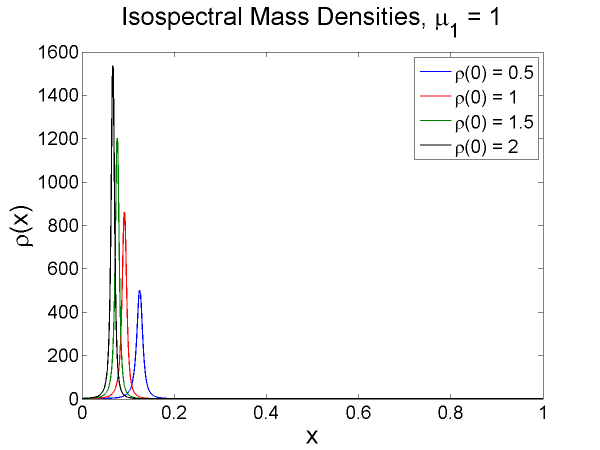 Isospectral Mass Densities, μ₁ = 1
1600
1400
1200
1000
800
600
400
200
0
ρ(x)
ρ(0) = 0.5
ρ(0) = 1
ρ(0) = 1.5
ρ(0) = 2
0 0.2 0.4 0.6 0.8 1
x